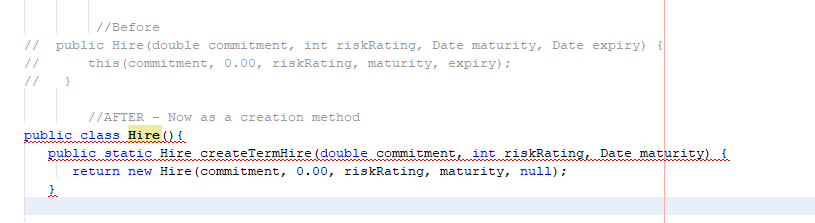 //Before
// public Hire(double commitment, int riskRating, Date maturity, Date expiry) {
// this(commitment, 0.00, riskRating, maturity, expiry);
// }
//AFTER - Now as a creation method
public class Hire(){
public static Hire createTermHire(double commitment, int riskRating, Date maturity) {
return new Hire(commitment, 0.00, riskRating, maturity, null);
}